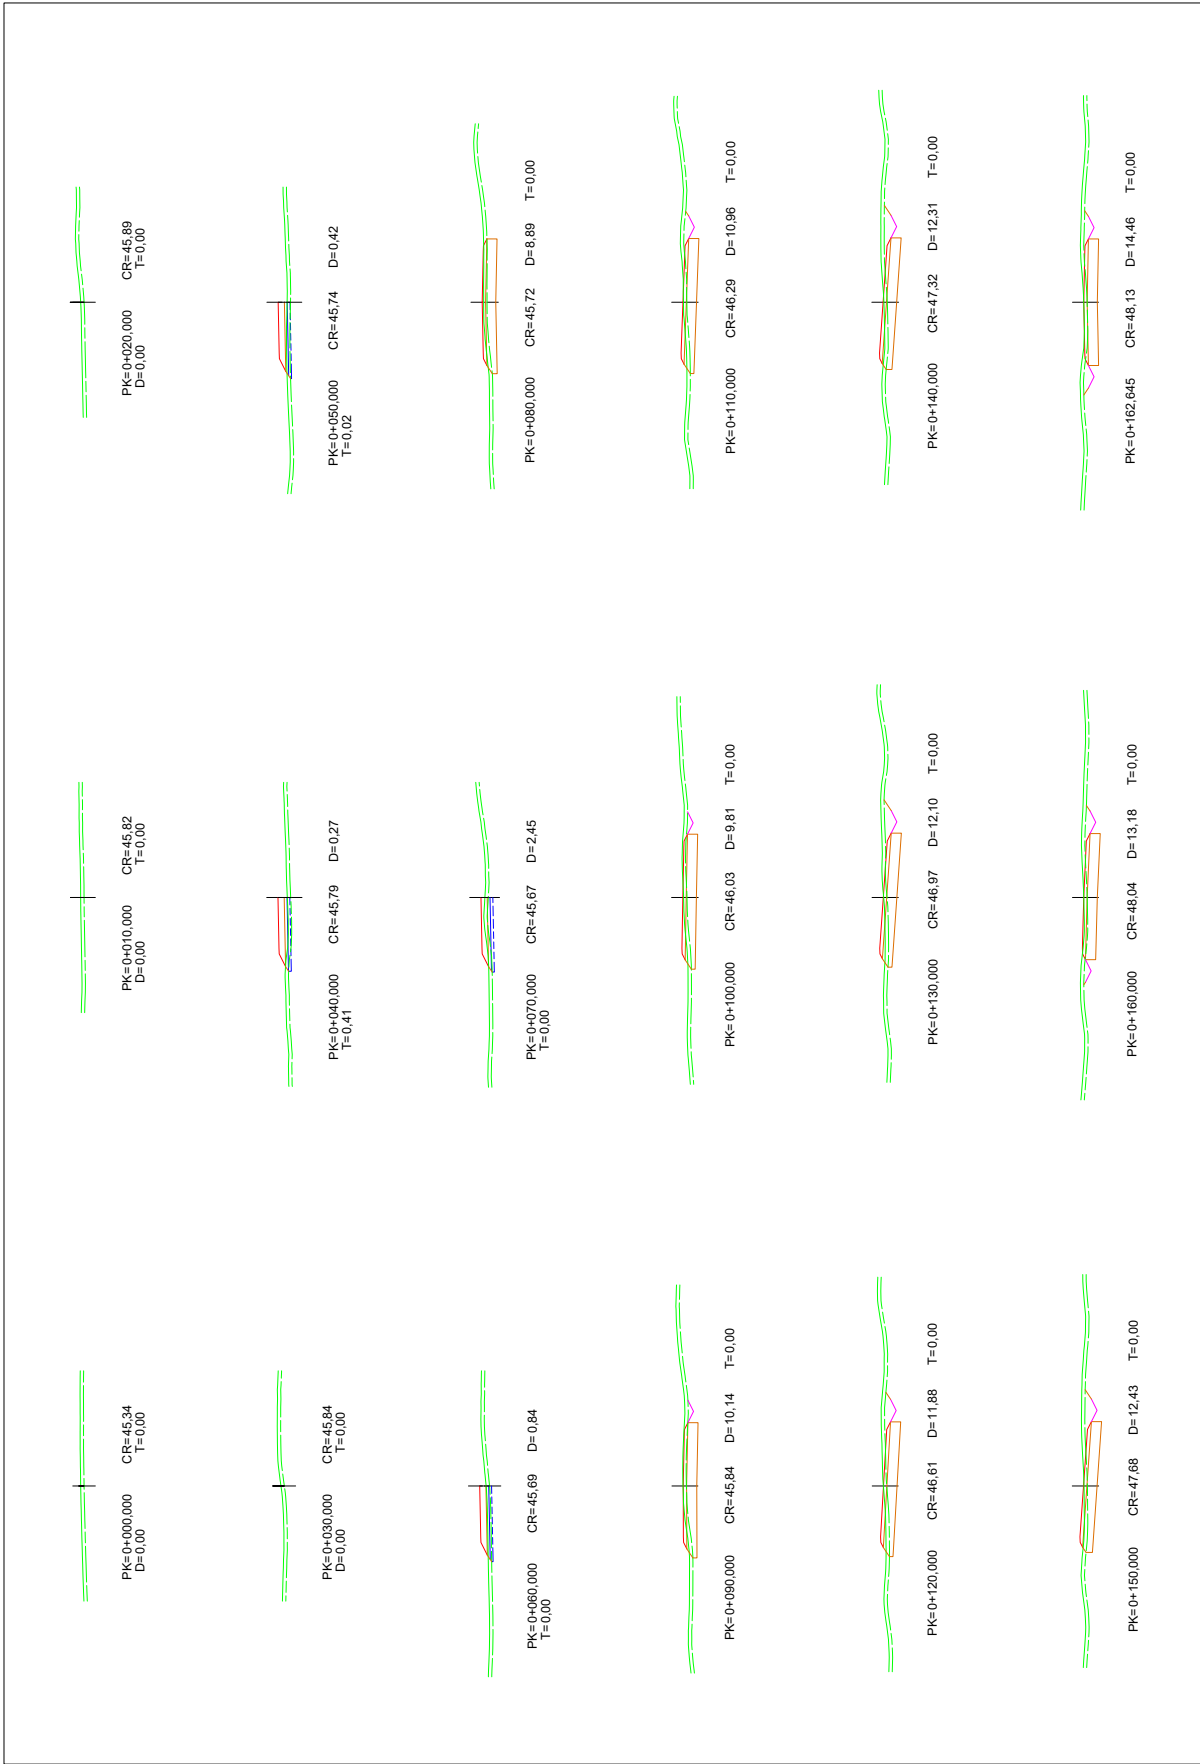 PK=0+000,000 CR=45,34
D=0,00 T=0,00
PK=0+010,000 CR=45,82
D=0,00 T=0,00
PK=0+020,000 CR=45,89
D=0,00 T=0,00
PK=0+030,000 CR=45,84
D=0,00 T=0,00
PK=0+040,000 CR=45,79 D=0,27
T=0,41
PK=0+050,000 CR=45,74 D=0,42
T=0,02
PK=0+060,000 CR=45,69 D=0,84
T=0,00
PK=0+070,000 CR=45,67 D=2,45
T=0,00
PK=0+080,000 CR=45,72 D=8,89 T=0,00
PK=0+090,000 CR=45,84 D=10,14 T=0,00
PK=0+100,000 CR=46,03 D=9,81 T=0,00
PK=0+110,000 CR=46,29 D=10,96 T=0,00
PK=0+120,000 CR=46,61 D=11,88 T=0,00
PK=0+130,000 CR=46,97 D=12,10 T=0,00
PK=0+140,000 CR=47,32 D=12,31 T=0,00
PK=0+150,000 CR=47,68 D=12,43 T=0,00
PK=0+160,000 CR=48,04 D=13,18 T=0,00
PK=0+162,645 CR=48,13 D=14,46 T=0,00